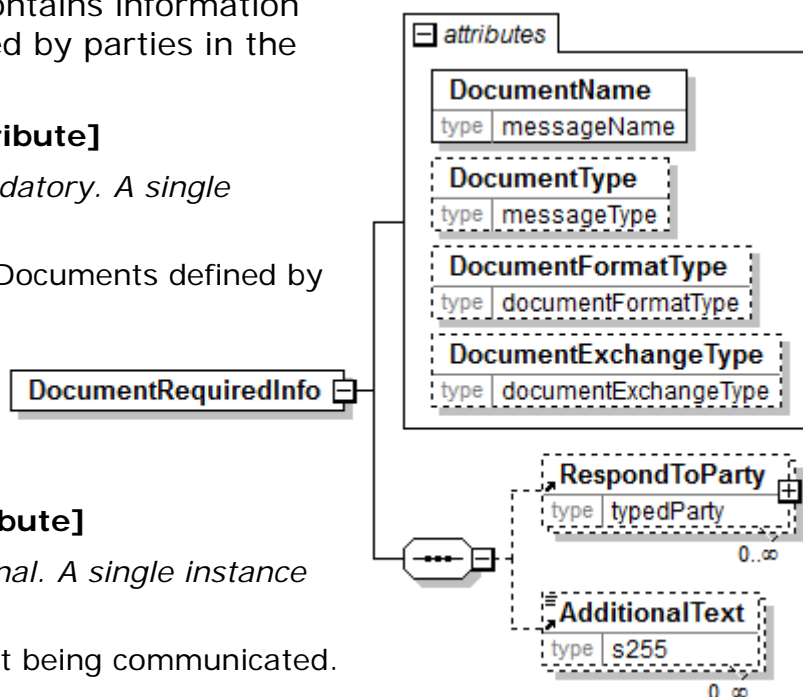 ontains information
ed by parties in the
ribute]
datory. A single
Documents defined by
bute]
nal. A single instance
t being communicated.
attributes
DocumentName
type messageName
DocumentType
type messageType
DocumentFormatType
type documentFormatType
DocumentExchangeType
type documentExchangeType
DocumentRequiredInfo
RespondToParty
type typedParty
0..∞
AdditionalText
type s255
0..∞